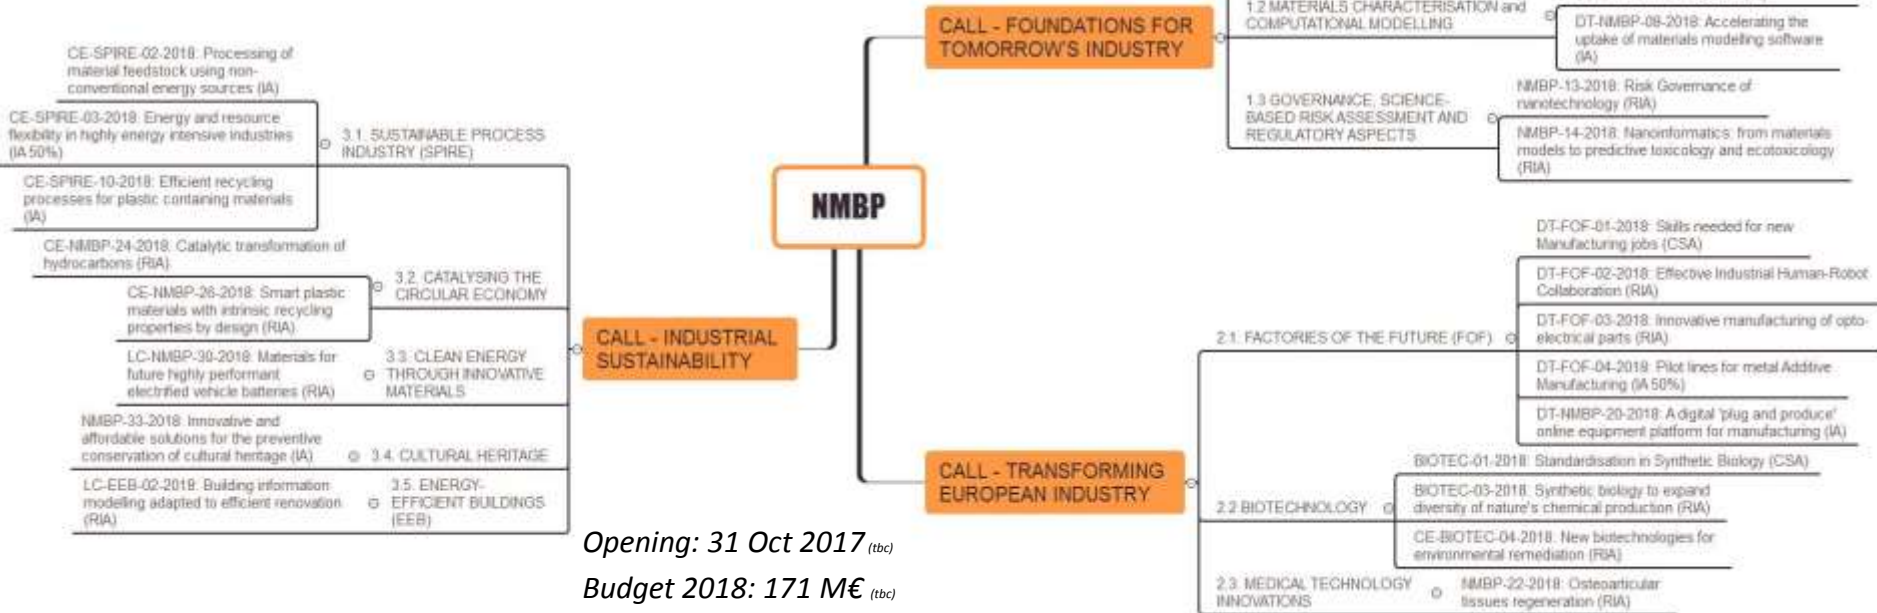 CE-SPIRE-02-2018: Processing of
material feedstock using non-
conventional energy sources (IA)
CE-SPIRE-03-2018: Energy and resource
flexibility in highly energy intensive industries
(IA 50%)
CE-SPIRE-10-2018: Efficient recycling
processes for plastic containing materials
(IA)
3.1. SUSTAINABLE PROCESS
INDUSTRY (SPIRE)
CE-NMBP-24-2018: Catalytic transformation of
hydrocarbons (RIA)
CE-NMBP-26-2018: Smart plastic
materials with intrinsic recycling
properties by design (RIA)
3.2. CATALYSING THE
CIRCULAR ECONOMY
LC-NMBP-30-2018: Materials for
future highly performant
electrified vehicle batteries (RIA)
3.3. CLEAN ENERGY
THROUGH INNOVATIVE
MATERIALS
NMBP-33-2018: Innovative and
affordable solutions for the preventive
conservation of cultural heritage (IA)
3.4. CULTURAL HERITAGE
LC-EEB-02-2018: Building information
modelling adapted to efficient renovation
(RIA)
3.5. ENERGY-
EFFICIENT BUILDINGS
(EEB)
CALL - INDUSTRIAL
SUSTAINABILITY
NMBP
Opening: 31 Oct 2017 (tbc)
Budget 2018: 171 M€ (tbc)
CALL - FOUNDATIONS FOR
TOMORROW'S INDUSTRY
1.2 MATERIALS CHARACTERISATION and
COMPUTATIONAL MODELLING
DT-NMBP-08-2018: Accelerating the
uptake of materials modelling software
(IA)
1.3 GOVERNANCE, SCIENCE-
BASED RISK ASSESSMENT AND
REGULATORY ASPECTS
NMBP-13-2018: Risk Governance of
nanotechnology (RIA)
NMBP-14-2018: Nanoinformatics: from materials
models to predictive toxicology and ecotoxicology
(RIA)
CALL - TRANSFORMING
EUROPEAN INDUSTRY
2.1. FACTORIES OF THE FUTURE (FOF)
DT-FOF-01-2018: Skills needed for new
Manufacturing jobs (CSA)
DT-FOF-02-2018: Effective Industrial Human-Robot
Collaboration (RIA)
DT-FOF-03-2018: Innovative manufacturing of opto-
electrical parts (RIA)
DT-FOF-04-2018: Pilot lines for metal Additive
Manufacturing (IA 50%)
DT-NMBP-20-2018: A digital 'plug and produce'
online equipment platform for manufacturing (IA)
2.2 BIOTECHNOLOGY
BIOTEC-01-2018: Standardisation in Synthetic Biology (CSA)
BIOTEC-03-2018: Synthetic biology to expand
diversity of nature's chemical production (RIA)
CE-BIOTEC-04-2018: New biotechnologies for
environmental remediation (RIA)
2.3. MEDICAL TECHNOLOGY
INNOVATIONS
NMBP-22-2018: Osteoarticular
tissues regeneration (RIA)